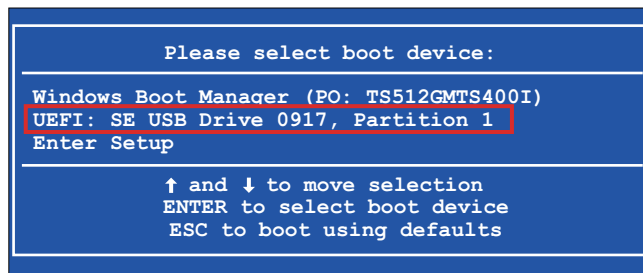 Please select boot device:
Windows Boot Manager (PO: TS512GMTS400I)
UEFI: SE USB Drive 0917, Partition 1
Enter Setup
↑ and ↓ to move selection
ENTER to select boot device
ESC to boot using defaults